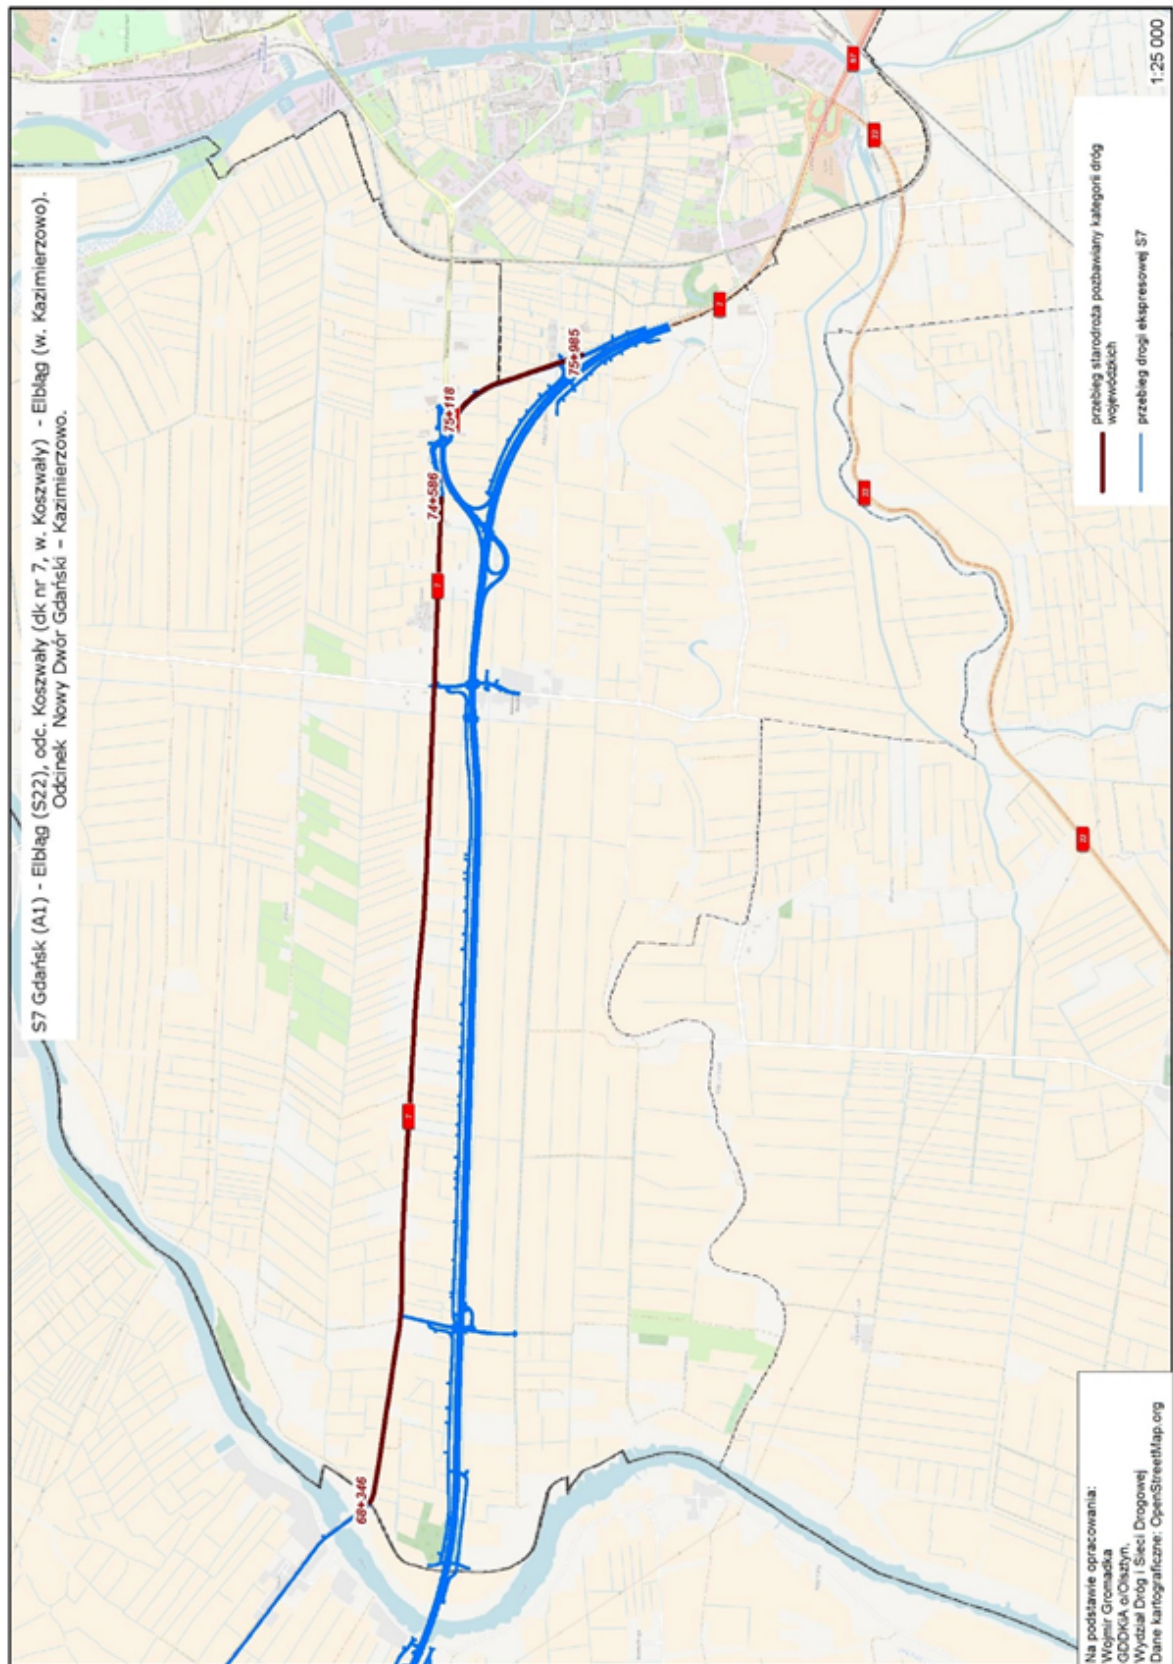 S7 Gdańsk (A1) - Elbląg (S22), odc. Koszwały (dk nr 7, w. Koszwały) - Elbląg (w. Kazimierzowo).
Odcinek Nowy Dwór Gdański – Kazimierzowo.
1:25 000
68+346
7
7
74+586
75+118
75+985
7
22
22
22
przebieg starodroża pozbawiany kategorii dróg
wojewódzkich
przebieg drogi ekspresowej S7
Na podstawie opracowania:
Wojmir Gromadka
GDDKiA o/Olsztyn,
Wydział Dróg i Sieci Drogowej
Dane kartograficzne: OpenStreetMap.org